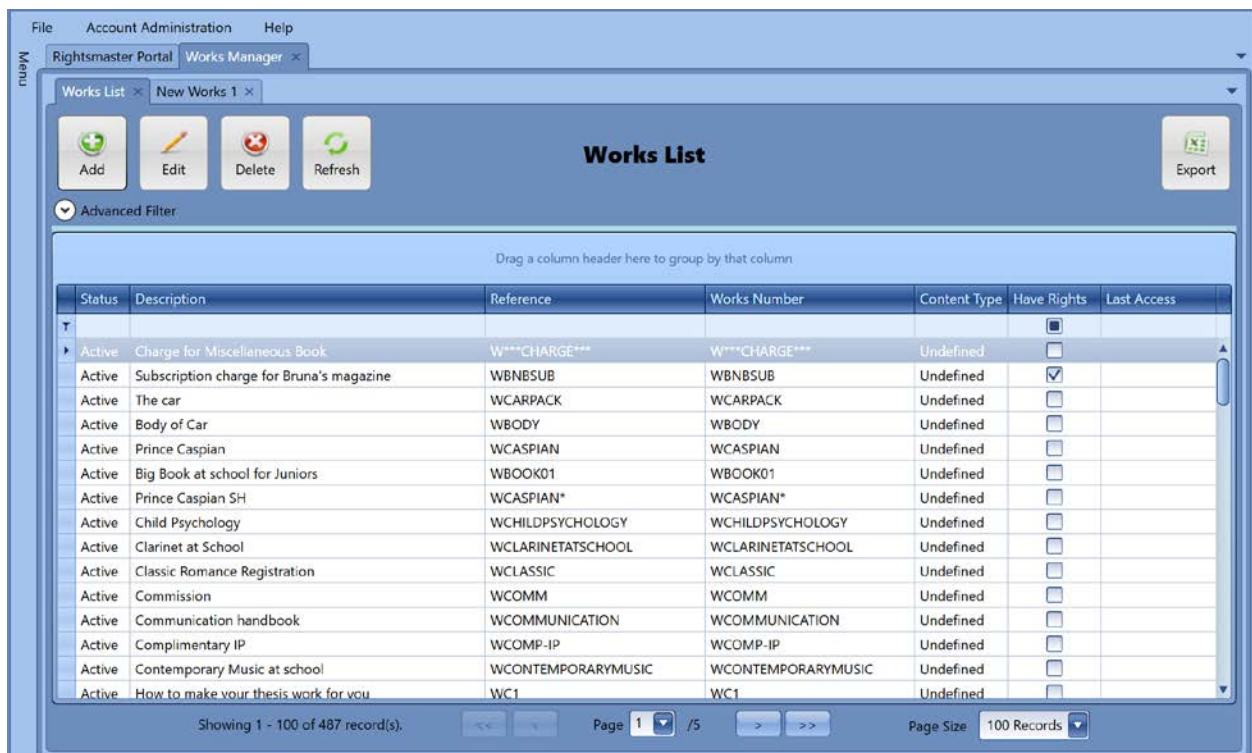 File Account Administration Help
Menu
Rightsmaster Portal Works Manager ×
Works List × New Works 1 ×
Add Edit Delete Refresh Works List Export
Advanced Filter
Drag a column header here to group by that column
Status Description Reference Works Number Content Type Have Rights Last Access
Active Charge for Miscellaneous Book W***CHARGE*** W***CHARGE*** Undefined
Active Subscription charge for Bruna's magazine WBNBSUB WBNBSUB Undefined
Active The car WCARPACK WCARPACK Undefined
Active Body of Car WBODY WBODY Undefined
Active Prince Caspian WCASPIAN WCASPIAN Undefined
Active Big Book at school for Juniors WBOOK01 WBOOK01 Undefined
Active Prince Caspian SH WCASPIAN* WCASPIAN* Undefined
Active Child Psychology WCHILDPSYCHOLOGY WCHILDPSYCHOLOGY Undefined
Active Clarinet at School WCLARINETATSCHOOL WCLARINETATSCHOOL Undefined
Active Classic Romance Registration WCLASSIC WCLASSIC Undefined
Active Commission WCOMM WCOMM Undefined
Active Communication handbook WCOMMUNICATION WCOMMUNICATION Undefined
Active Complimentary IP WCOMP-IP WCOMP-IP Undefined
Active Contemporary Music at school WCONTEMPORARYMUSIC WCONTEMPORARYMUSIC Undefined
Active How to make your thesis work for you WC1 WC1 Undefined
Showing 1 - 100 of 487 record(s). << < Page 1 /5 > >> Page Size 100 Records